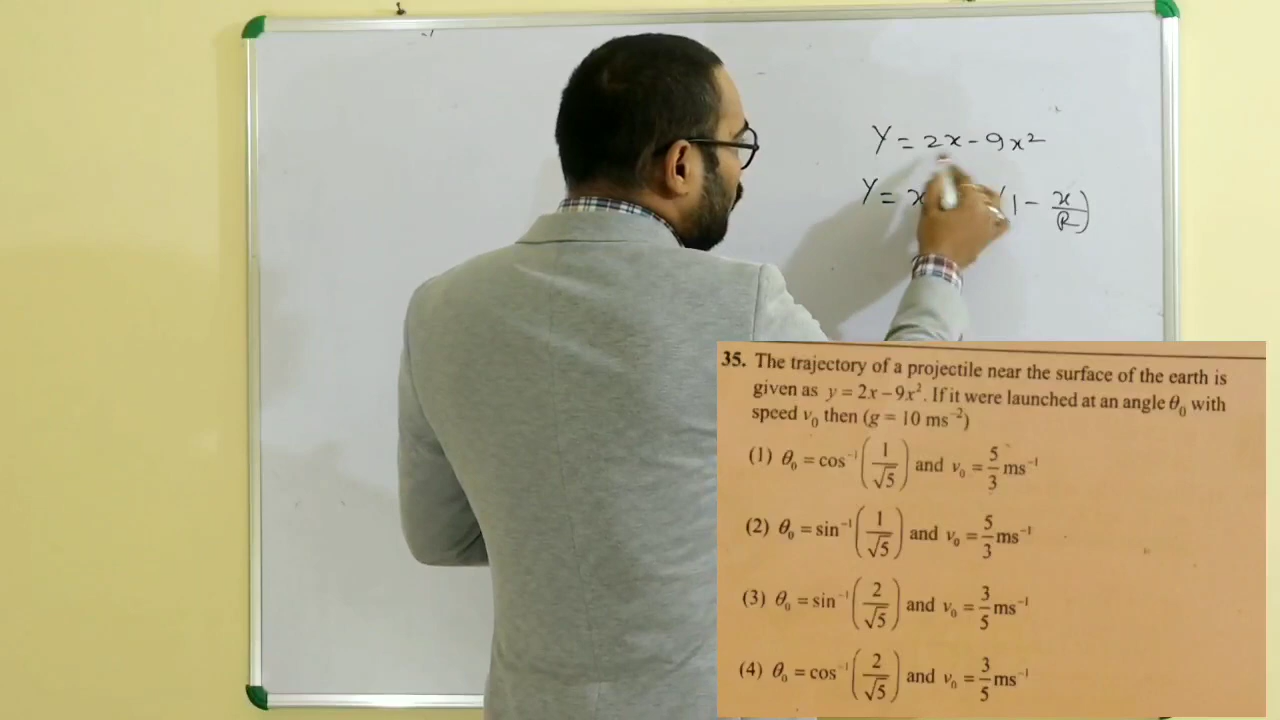 Y = 2x - 9x²
Y = x (1 - x/R)
35. The trajectory of a projectile near the surface of the earth is
given as y = 2x – 9x². If it were launched at an angle θ₀ with
speed v₀ then (g = 10 ms⁻²)
(1) θ₀ = cos⁻¹(1/√5) and v₀ = 5/3 ms⁻¹
(2) θ₀ = sin⁻¹(1/√5) and v₀ = 5/3 ms⁻¹
(3) θ₀ = sin⁻¹(2/√5) and v₀ = 3/5 ms⁻¹
(4) θ₀ = cos⁻¹(2/√5) and v₀ = 3/5 ms⁻¹